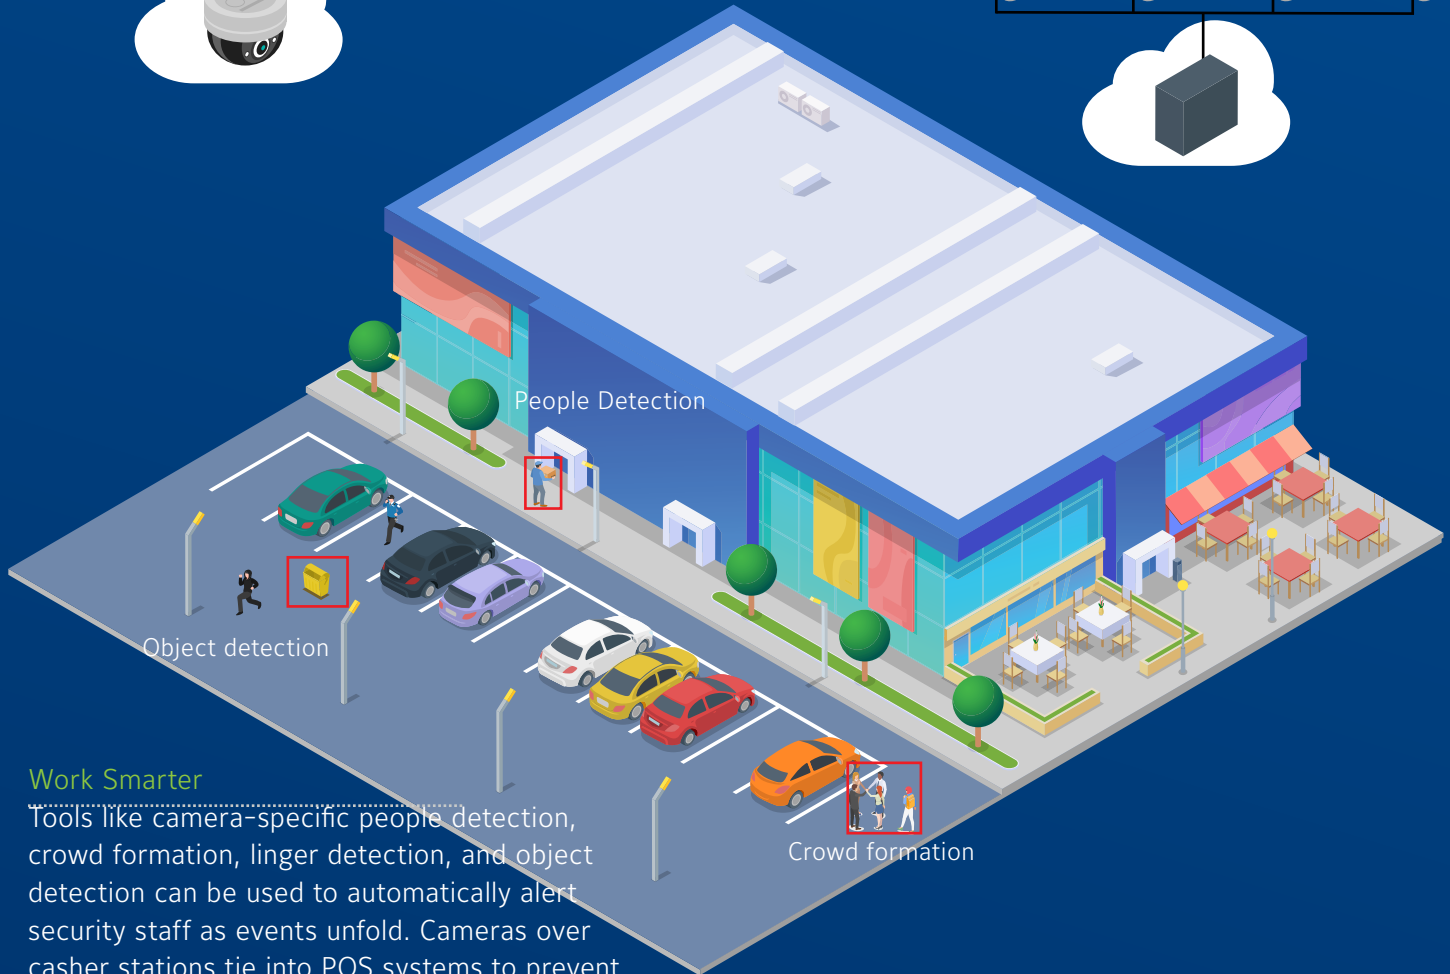 People Detection
Object detection
Work Smarter
Tools like camera-specific people detection,
crowd formation, linger detection, and object
detection can be used to automatically alert
security staff as events unfold. Cameras over
casher stations tie into POS systems to prevent
Crowd formation